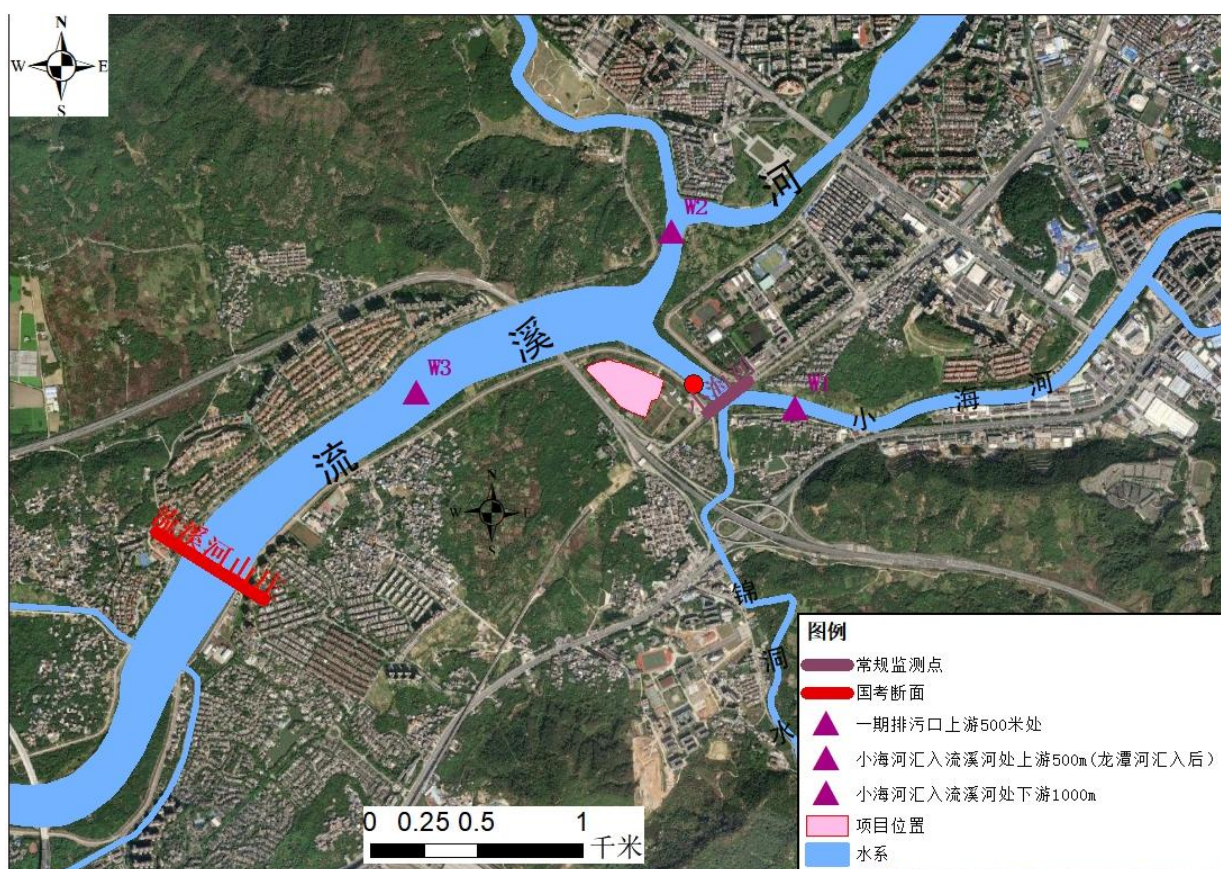 N
W E
S
河
W2
溪
W3
W1
小 海 河
流
N
W E
S
流溪河山庄
锦
洞
水
图例
常规监测点
国考断面
一期排污口上游500米处
小海河汇入流溪河处上游500m(龙潭河汇入后)
小海河汇入流溪河处下游1000m
项目位置
水系
0 0.25 0.5 1
千米